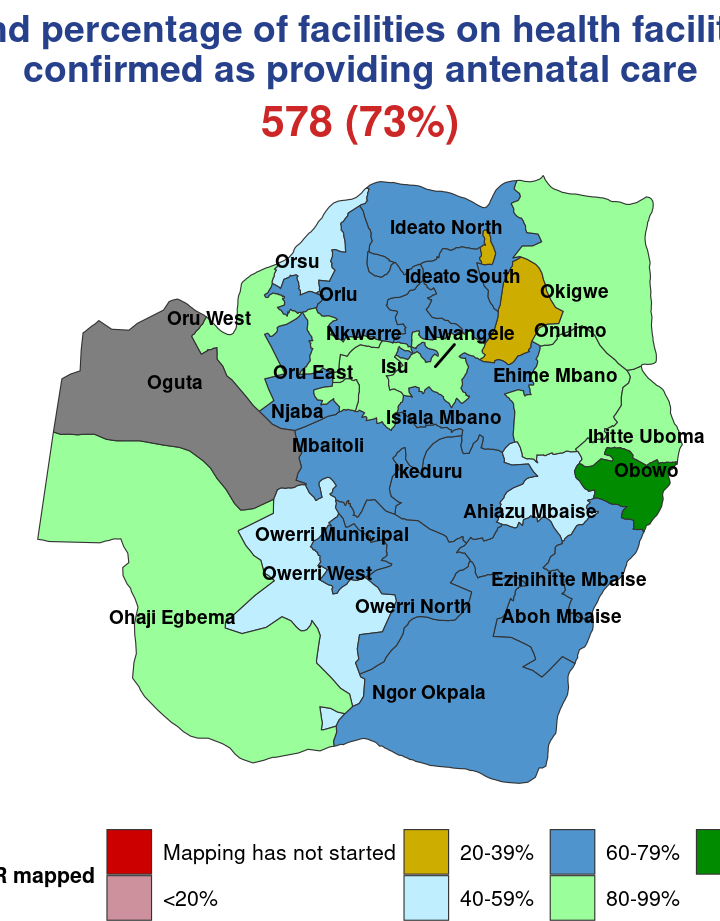 nd percentage of facilities on health facilit
confirmed as providing antenatal care
578 (73%)
Ideato North
Orsu
Ideato South
Orlu
Okigwe
Oru West
Nkwerre
Nwangele
Onuimo
Isu
Oru East
Ehime Mbano
Oguta
Njaba
Isiala Mbano
Ihitte Uboma
Mbaitoli
Ikeduru
Obowo
Ahiazu Mbaise
Owerri Municipal
Owerri West
Ezinihitte Mbaise
Owerri North
Ohaji Egbema
Aboh Mbaise
Ngor Okpala
R mapped
Mapping has not started
20-39%
60-79%
<20%
40-59%
80-99%